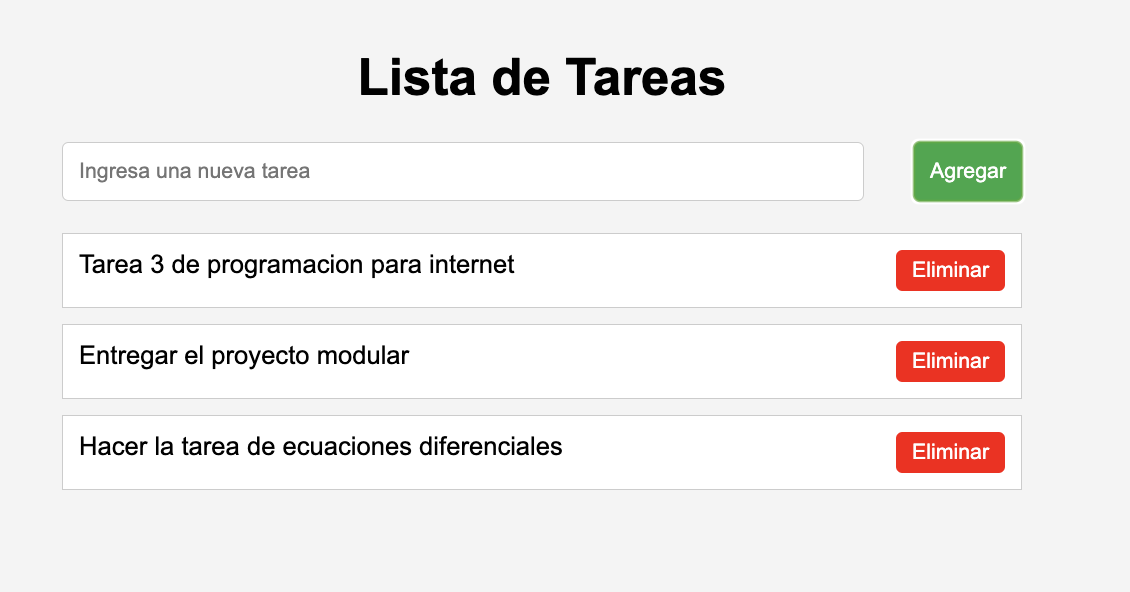 Lista de Tareas
Ingresa una nueva tarea
Agregar
Tarea 3 de programacion para internet
Eliminar
Entregar el proyecto modular
Eliminar
Hacer la tarea de ecuaciones diferenciales
Eliminar